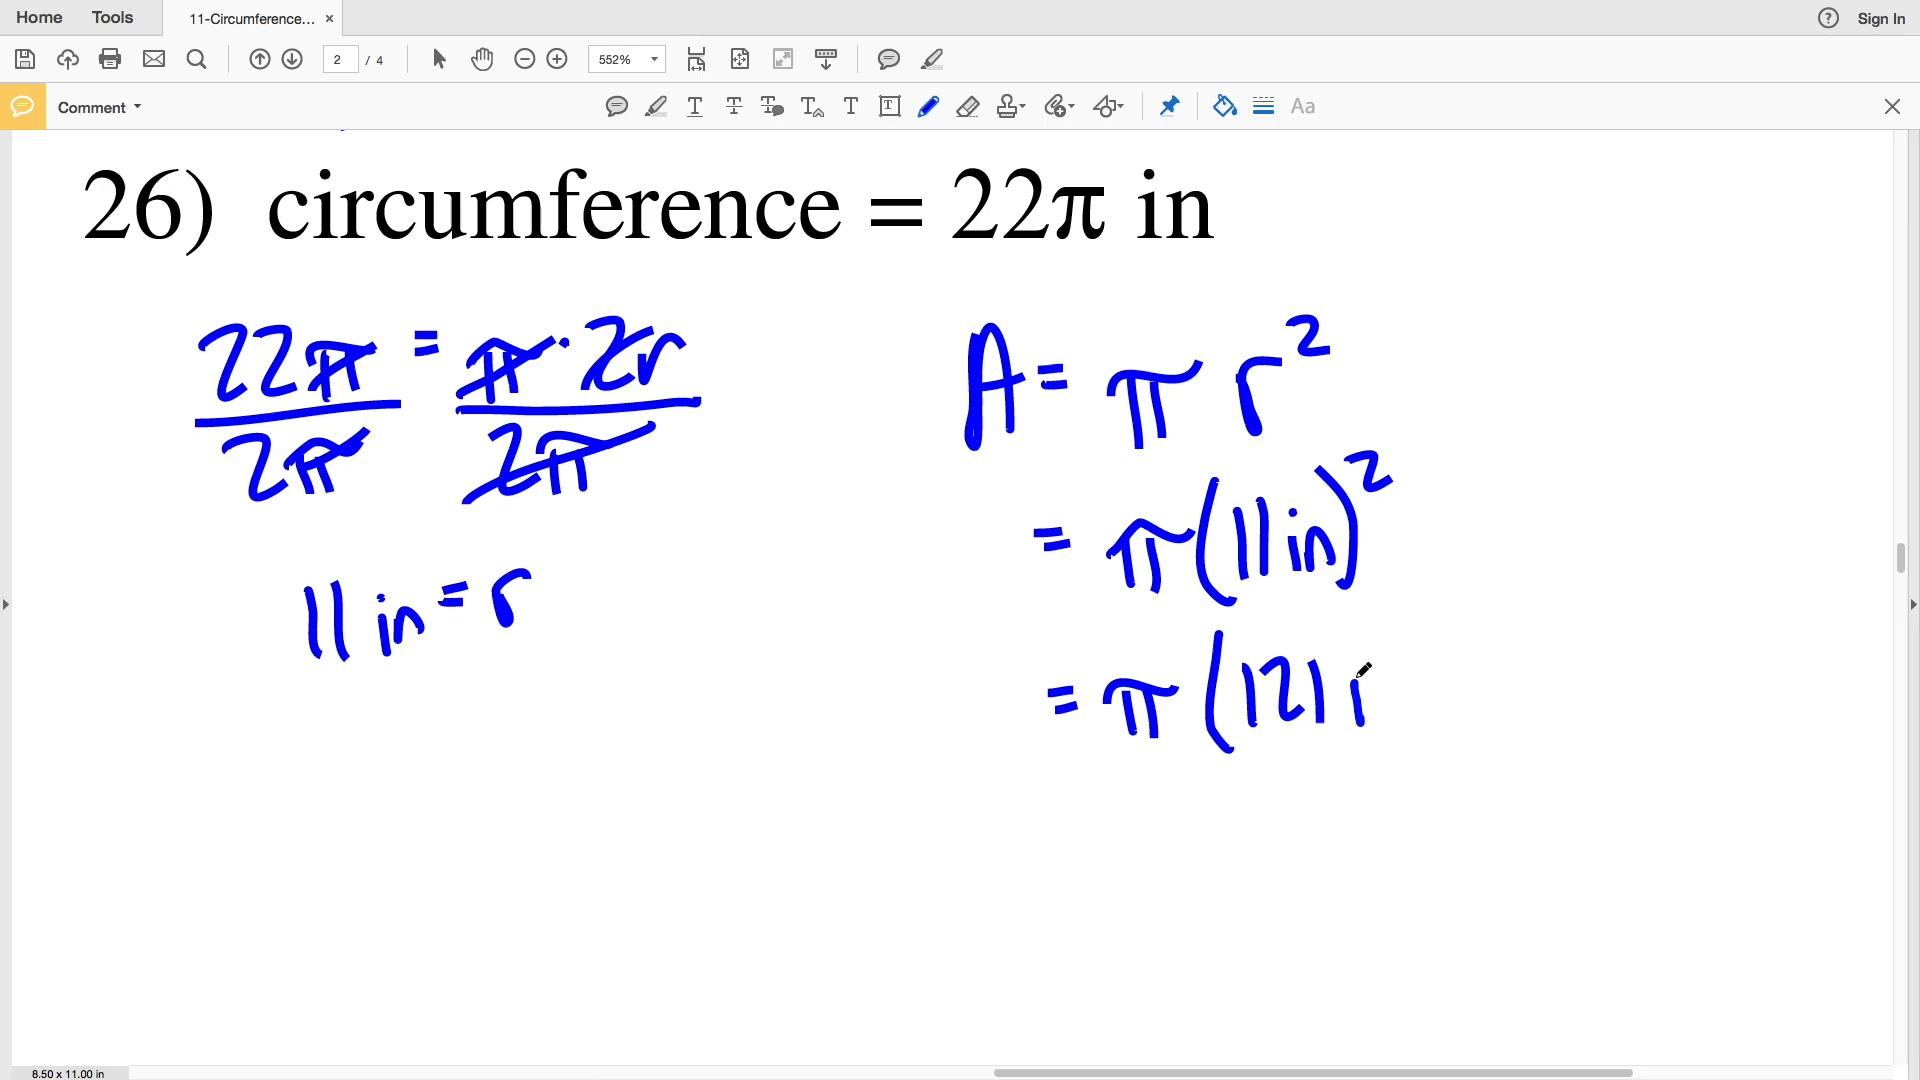 Home Tools 11-Circumference... × ? Sign In
2 / 4 552%
Comment T T T T T T Aa
26) circumference = 22π in
22π = π · 2r
2π 2π
11 in = r
A = π r²
= π (11 in)²
= π (121 i
8.50 x 11.00 in